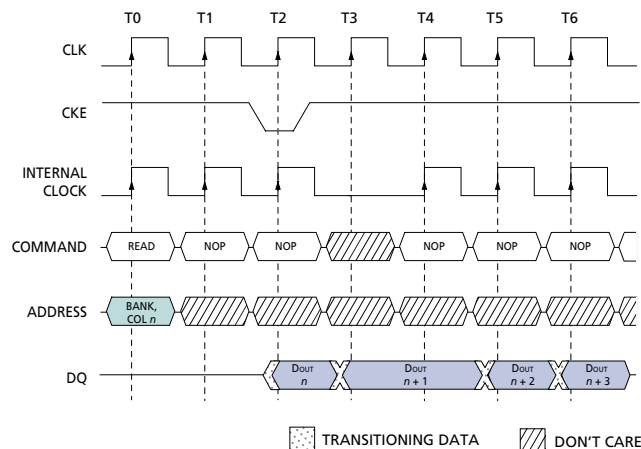 T0 T1 T2 T3 T4 T5 T6
CLK
CKE
INTERNAL
CLOCK
COMMAND READ NOP NOP NOP NOP NOP
ADDRESS BANK,
COL n
DQ DOUT DOUT DOUT DOUT
n n + 1 n + 2 n + 3
TRANSITIONING DATA DON'T CARE